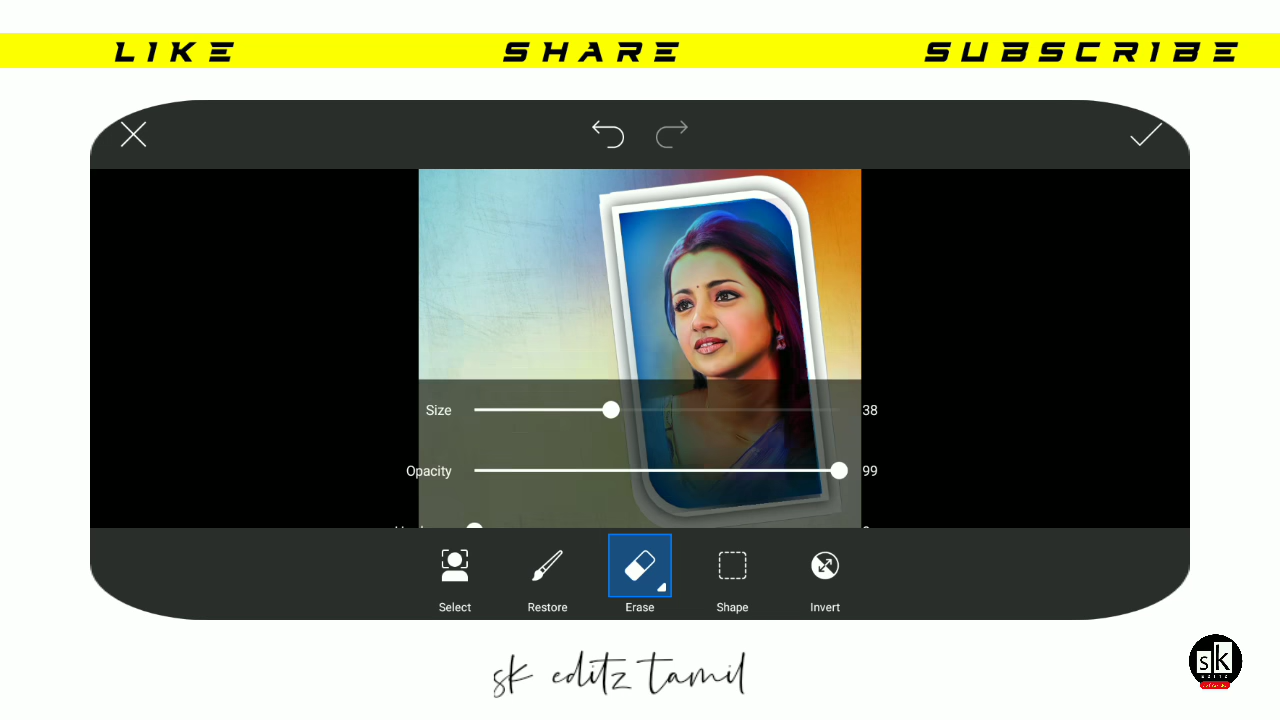 LIKE SHARE SUBSCRIBE
Size 38
Opacity 99
Select Restore Erase Shape Invert
sk editz tamil
sk